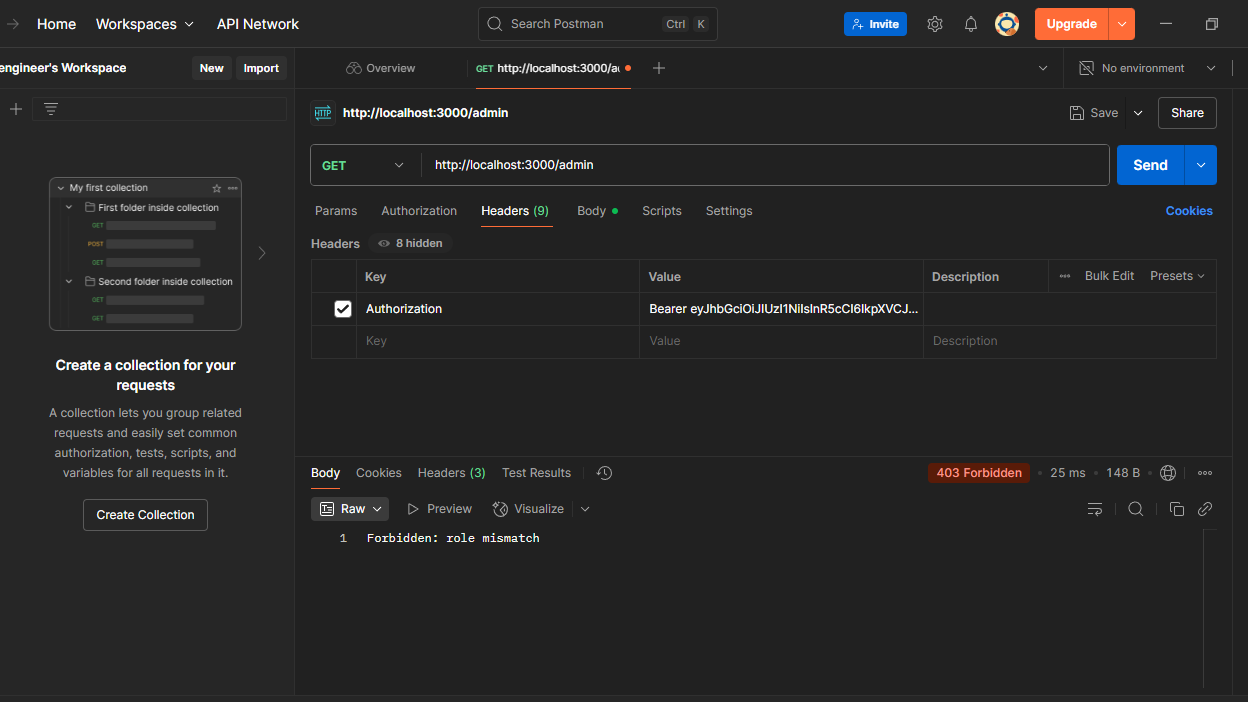 Home Workspaces API Network Search Postman Ctrl K Invite Upgrade
engineer's Workspace New Import Overview GET http://localhost:3000/a No environment
HTTP http://localhost:3000/admin Save Share
GET http://localhost:3000/admin Send
Params Authorization Headers (9) Body Scripts Settings Cookies
Headers 8 hidden
Key Value Description Bulk Edit Presets
Authorization Bearer eyJhbGciOiJIUzI1NiIsInR5cCI6IkpXVCJ...
Key Value Description
My first collection
First folder inside collection
GET
POST
GET
Second folder inside collection
GET
GET
Create a collection for your
requests
A collection lets you group related
requests and easily set common
authorization, tests, scripts, and
variables for all requests in it.
Create Collection
Body Cookies Headers (3) Test Results 403 Forbidden 25 ms 148 B
Raw Preview Visualize
1 Forbidden: role mismatch